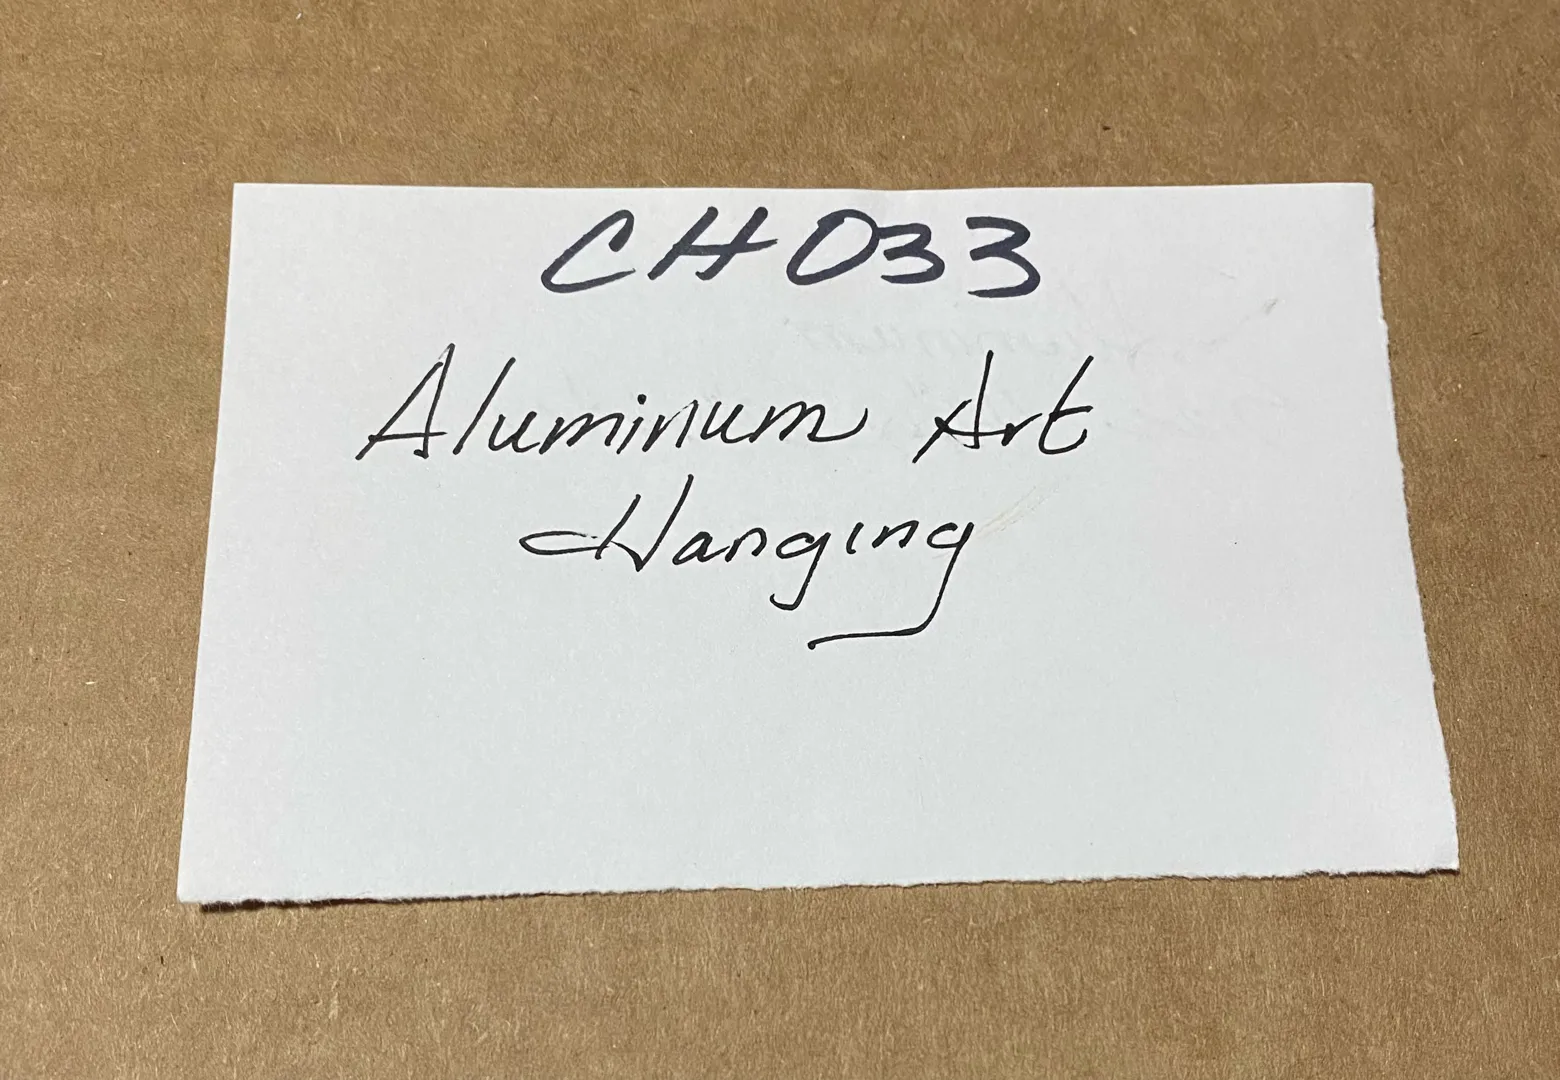 CH033
Aluminum Art
Hanging